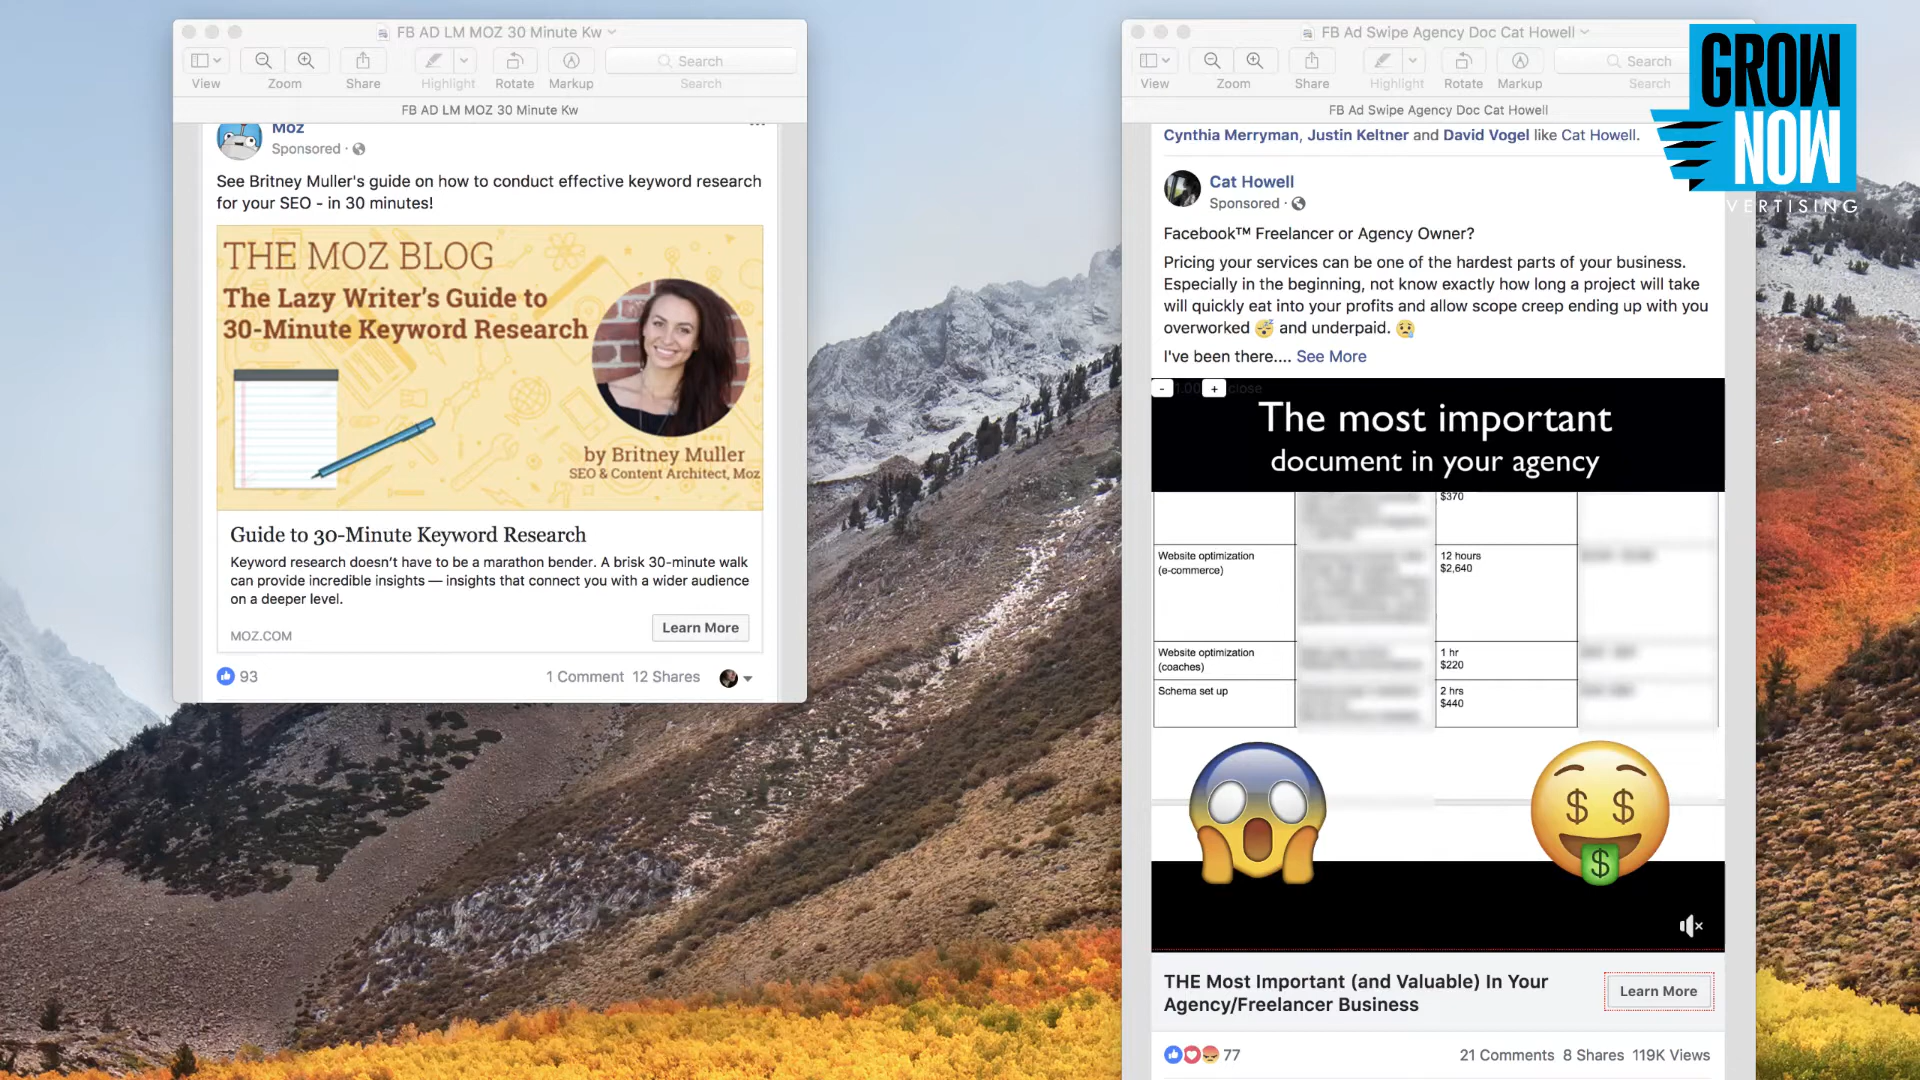 FB AD LM MOZ 30 Minute Kw
View
Zoom
Share
Highlight
Rotate
Markup
Search
Search
FB AD LM MOZ 30 Minute Kw
Moz
Sponsored ·
See Britney Muller's guide on how to conduct effective keyword research
for your SEO - in 30 minutes!
THE MOZ BLOG
The Lazy Writer's Guide to
30-Minute Keyword Research
by Britney Muller
SEO & Content Architect, Moz
Guide to 30-Minute Keyword Research
Keyword research doesn't have to be a marathon bender. A brisk 30-minute walk
can provide incredible insights — insights that connect you with a wider audience
on a deeper level.
MOZ.COM
Learn More
93
1 Comment 12 Shares
FB Ad Swipe Agency Doc Cat Howell
View
Zoom
Share
Highlight
Rotate
Markup
Search
Search
FB Ad Swipe Agency Doc Cat Howell
Cynthia Merryman, Justin Keltner and David Vogel like Cat Howell.
Cat Howell
Sponsored ·
Facebook™ Freelancer or Agency Owner?
Pricing your services can be one of the hardest parts of your business.
Especially in the beginning, not know exactly how long a project will take
will quickly eat into your profits and allow scope creep ending up with you
overworked 😴 and underpaid. 😢
I've been there.... See More
- 1.00 + close
The most important
document in your agency
$370
Website optimization
(e-commerce)
12 hours
$2,640
Website optimization
(coaches)
1 hr
$220
Schema set up
2 hrs
$440
THE Most Important (and Valuable) In Your
Agency/Freelancer Business
Learn More
77
21 Comments 8 Shares 119K Views
GROW
NOW
VERTISING